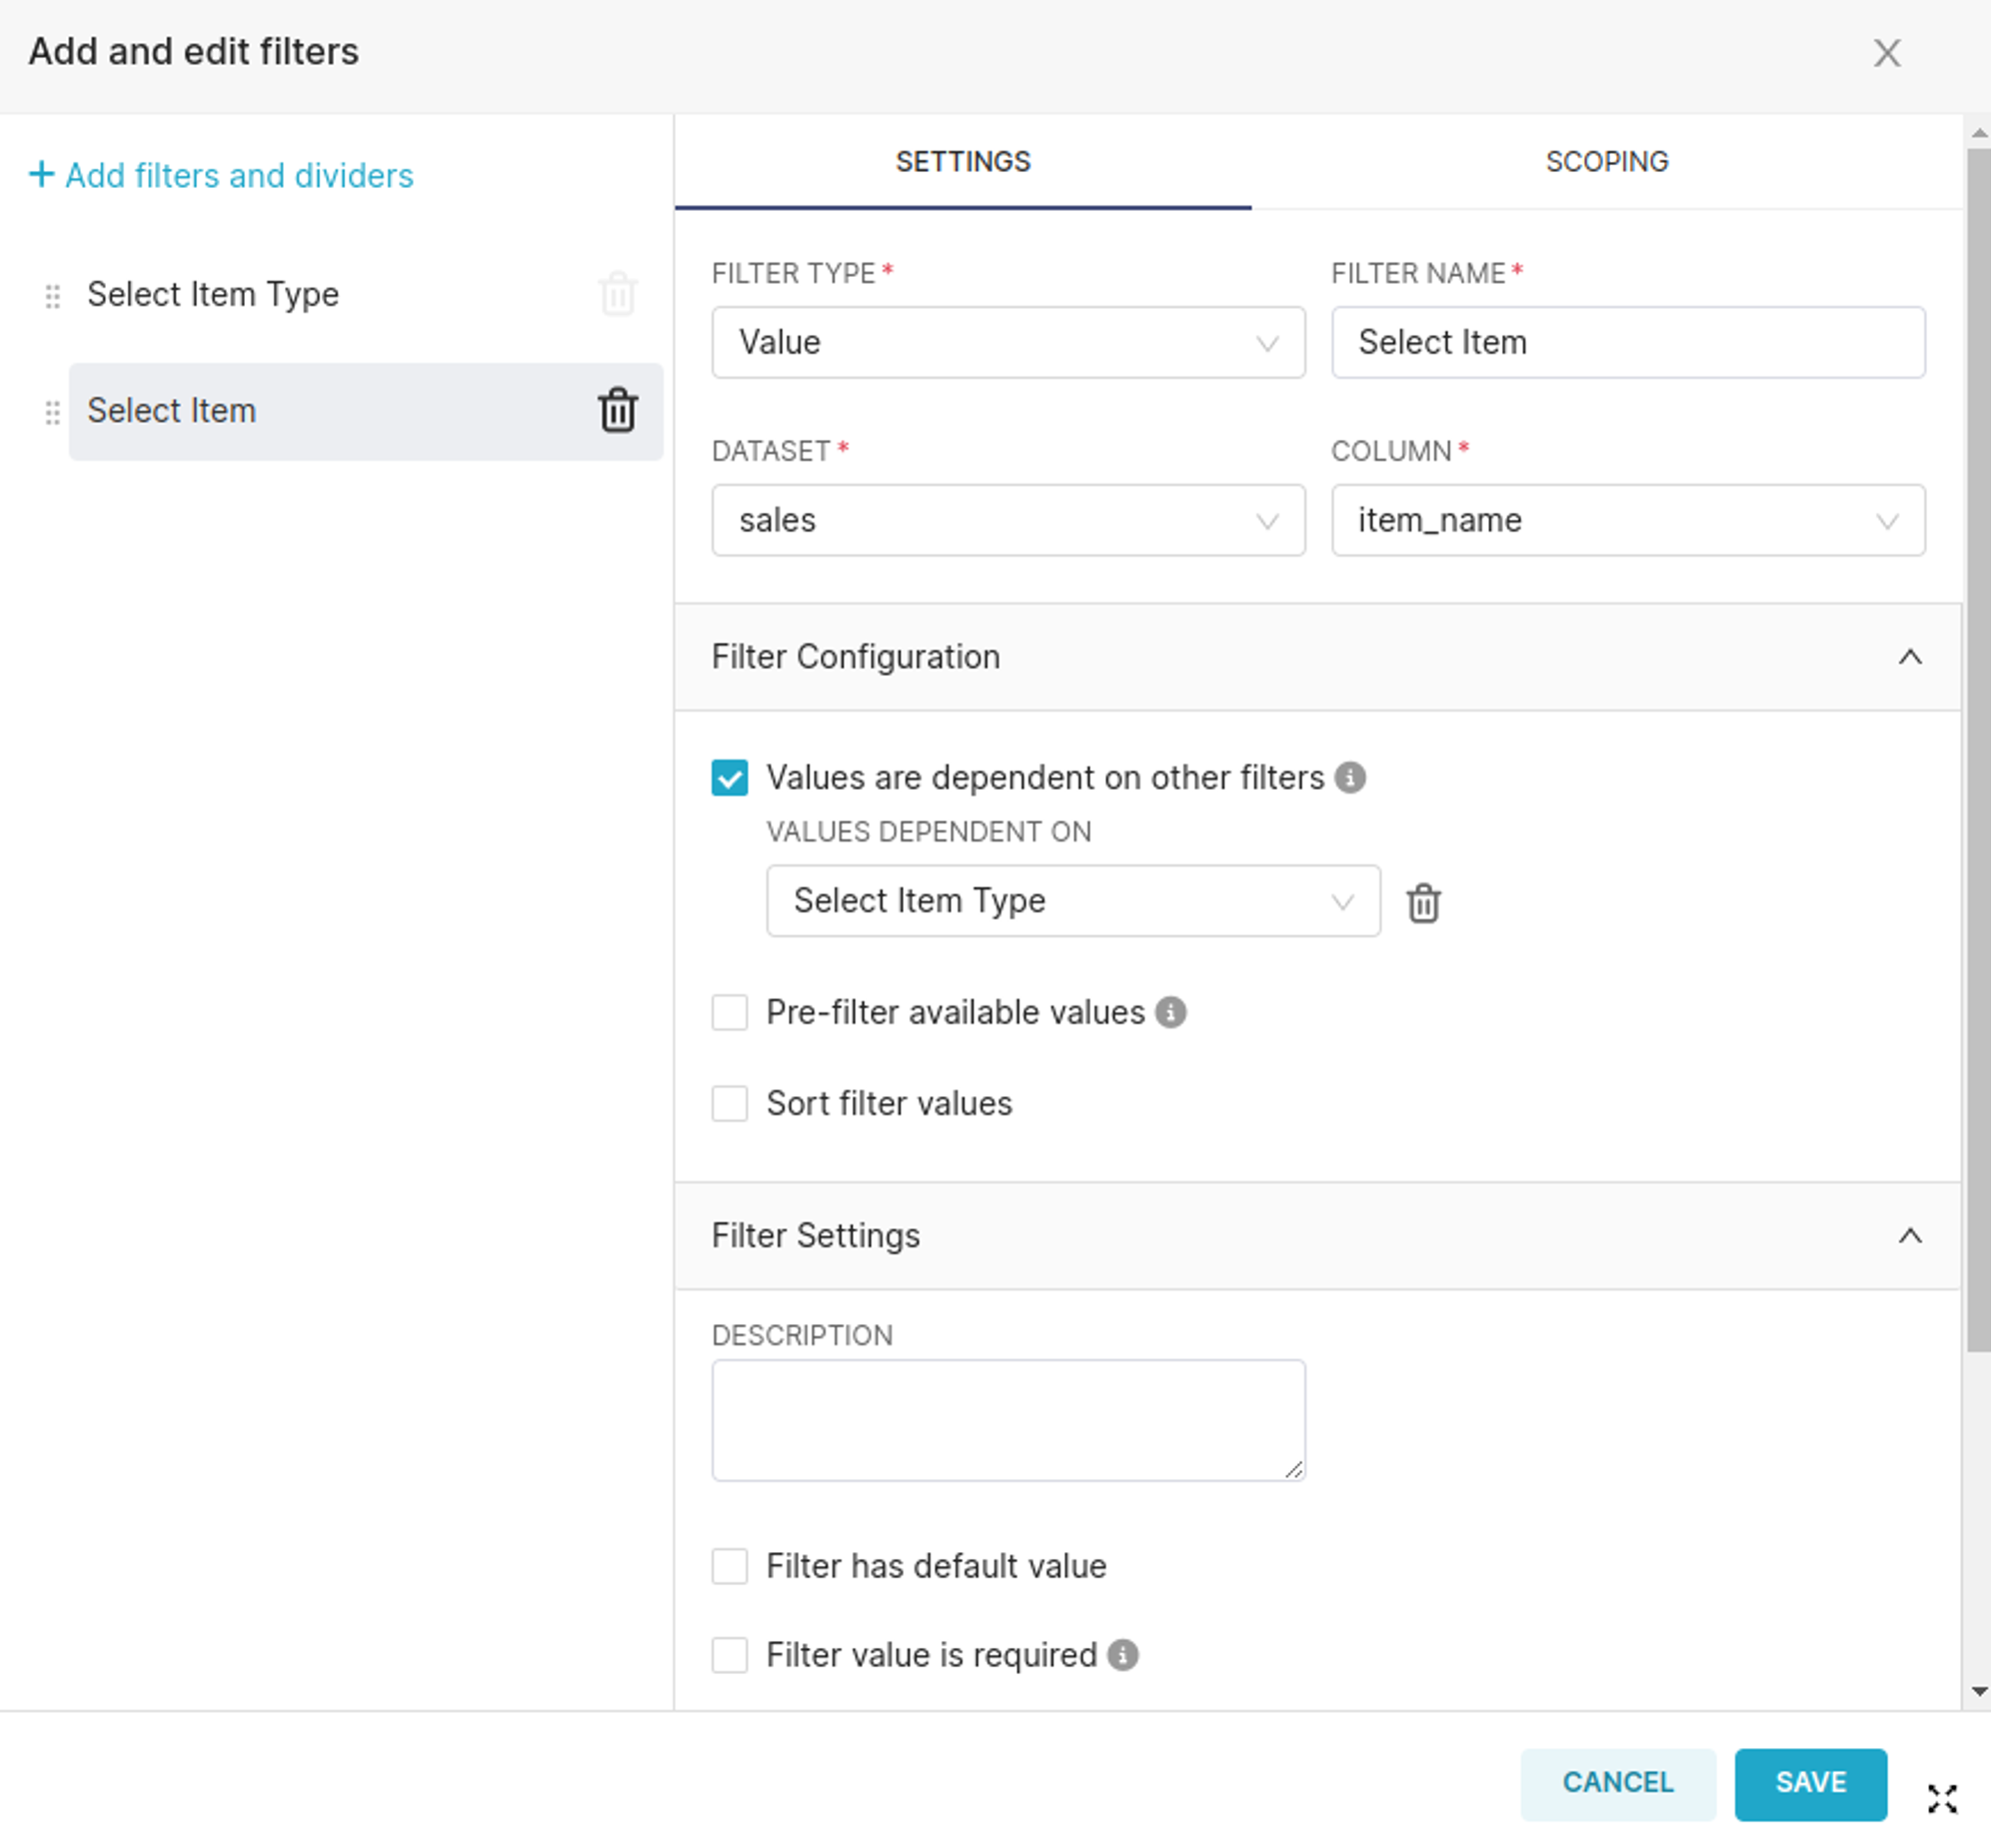 Add and edit filters
+ Add filters and dividers
Select Item Type
Select Item
SETTINGS
SCOPING
FILTER TYPE *
FILTER NAME *
Value
Select Item
DATASET *
COLUMN *
sales
item_name
Filter Configuration
Values are dependent on other filters
VALUES DEPENDENT ON
Select Item Type
Pre-filter available values
Sort filter values
Filter Settings
DESCRIPTION
Filter has default value
Filter value is required
CANCEL
SAVE